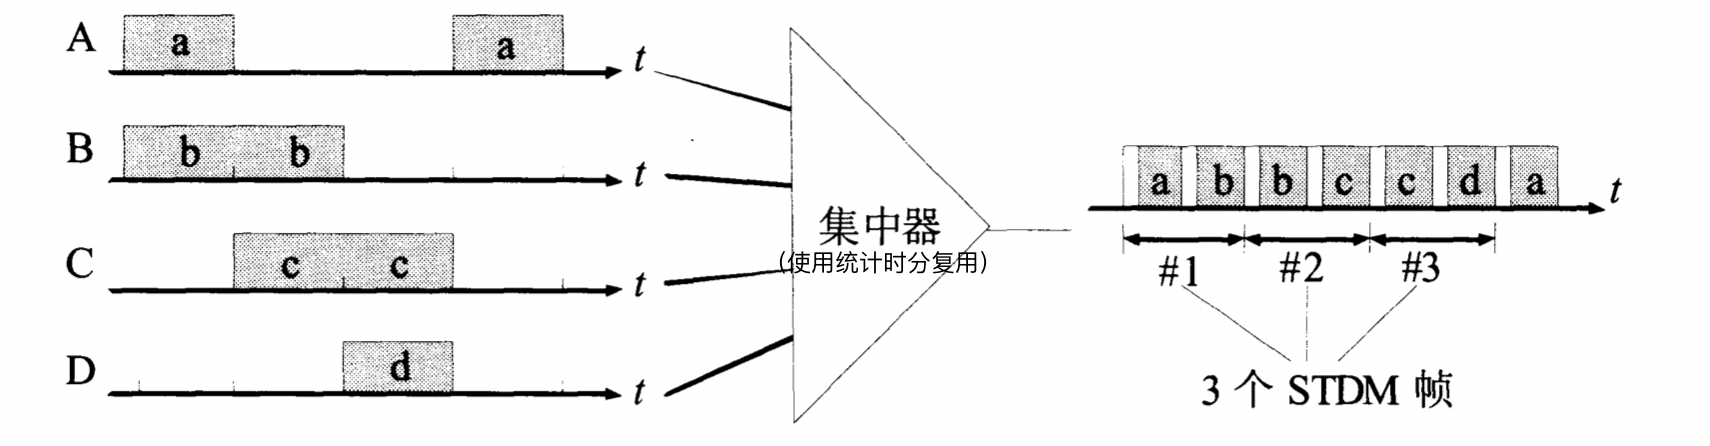 A a a t
B b b t
C c c t
D d t
集中器
（使用统计时分复用）
a b b c c d a t
#1 #2 #3
3 个 STDM 帧